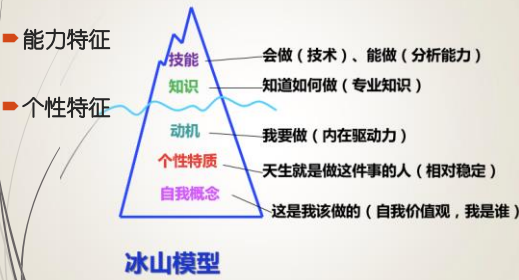 能力特征
技能
会做（技术）、能做（分析能力）
知识
知道如何做（专业知识）
个性特征
动机
我要做（内在驱动力）
个性特质
天生就是做这件事的人（相对稳定）
自我概念
这是我该做的（自我价值观，我是谁）
冰山模型